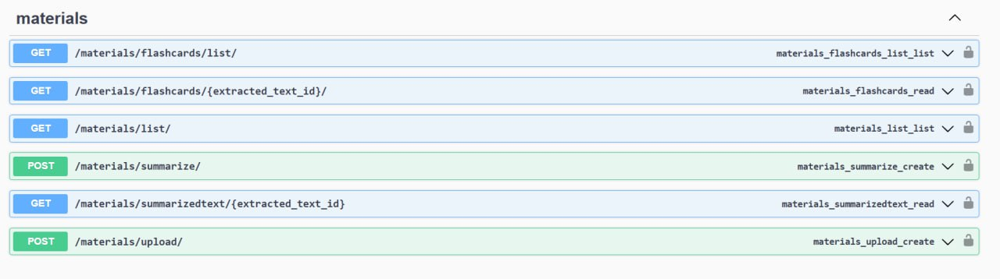 materials
GET /materials/flashcards/list/ materials_flashcards_list_list
GET /materials/flashcards/{extracted_text_id}/ materials_flashcards_read
GET /materials/list/ materials_list_list
POST /materials/summarize/ materials_summarize_create
GET /materials/summarizedtext/{extracted_text_id} materials_summarizedtext_read
POST /materials/upload/ materials_upload_create